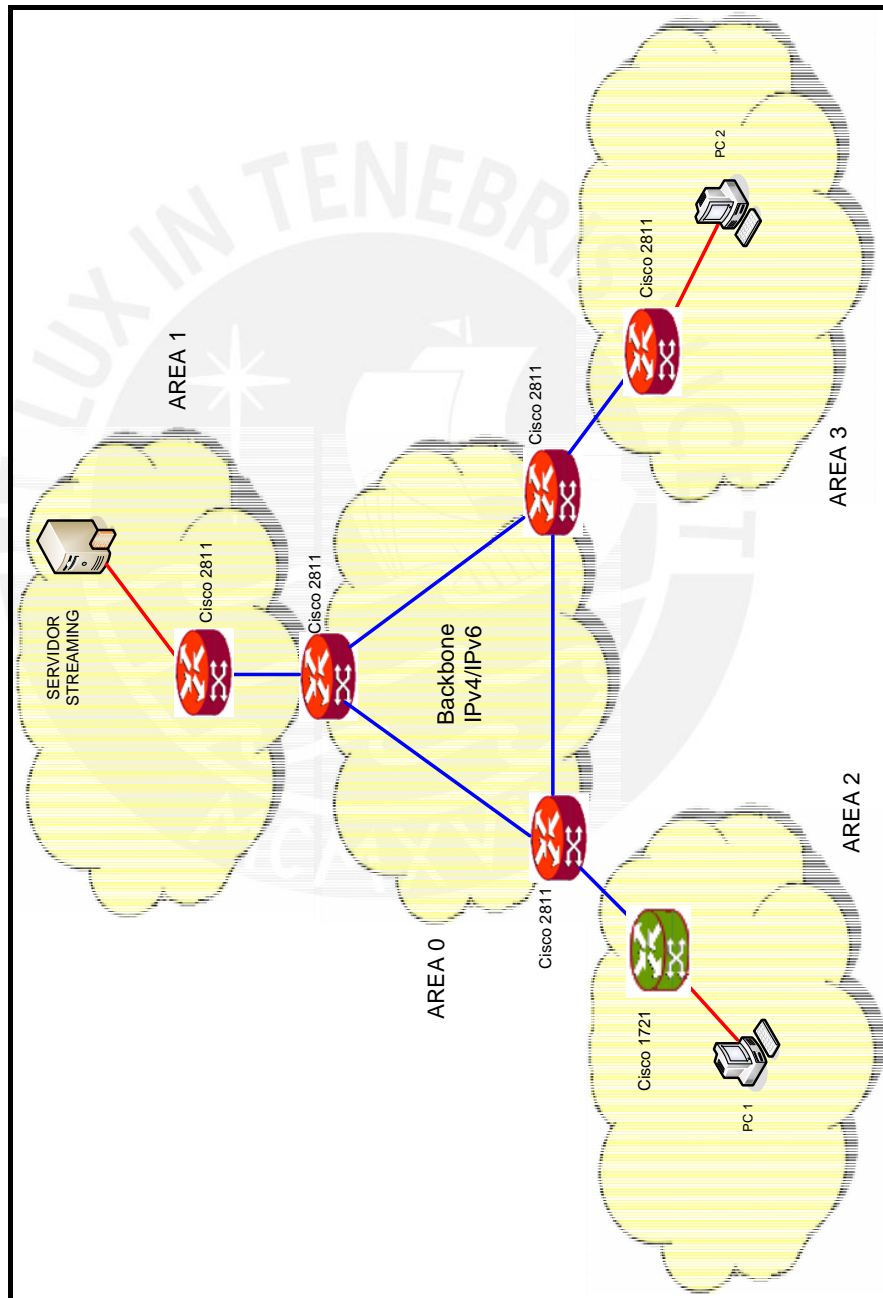 SERVIDOR
STREAMING
AREA 1
Cisco 2811
Cisco 2811
AREA 0
Backbone
IPv4/IPv6
Cisco 2811
Cisco 2811
Cisco 1721
PC 1
AREA 2
Cisco 2811
PC 2
AREA 3
LUX IN TENEBRIS